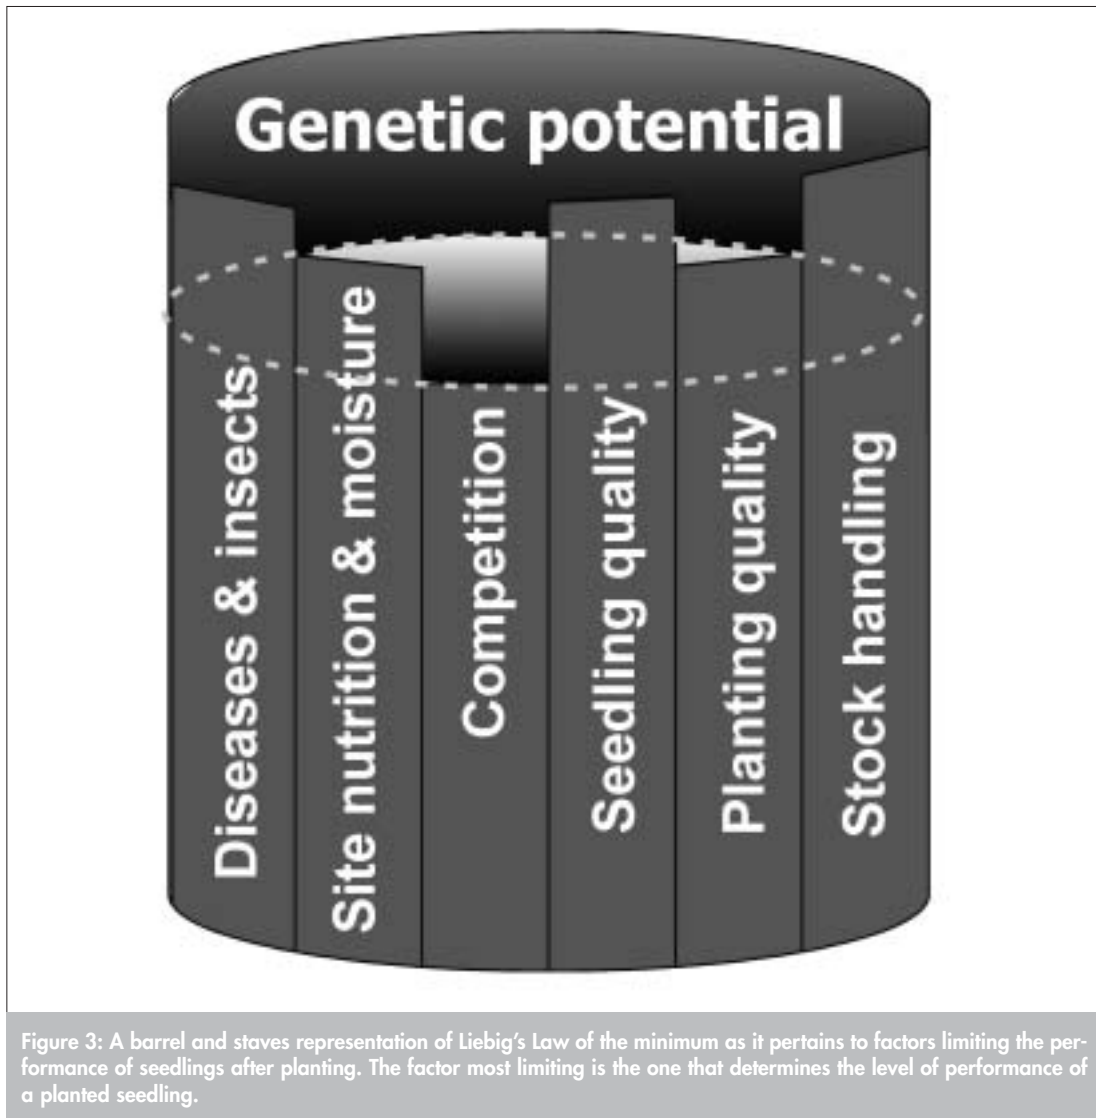 Genetic potential
Diseases & insects
Site nutrition & moisture
Competition
Seedling quality
Planting quality
Stock handling
Figure 3: A barrel and staves representation of Liebig's Law of the minimum as it pertains to factors limiting the per-
formance of seedlings after planting. The factor most limiting is the one that determines the level of performance of
a planted seedling.